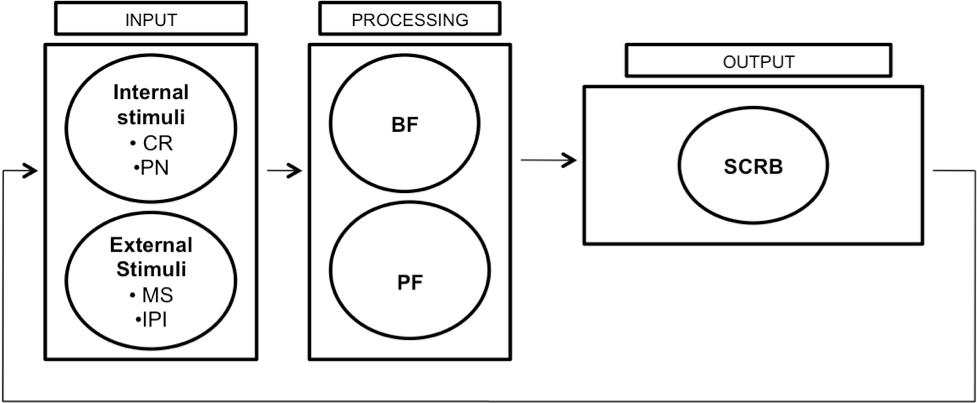 INPUT
Internal
stimuli
• CR
•PN
External
Stimuli
• MS
•IPI
PROCESSING
BF
PF
OUTPUT
SCRB